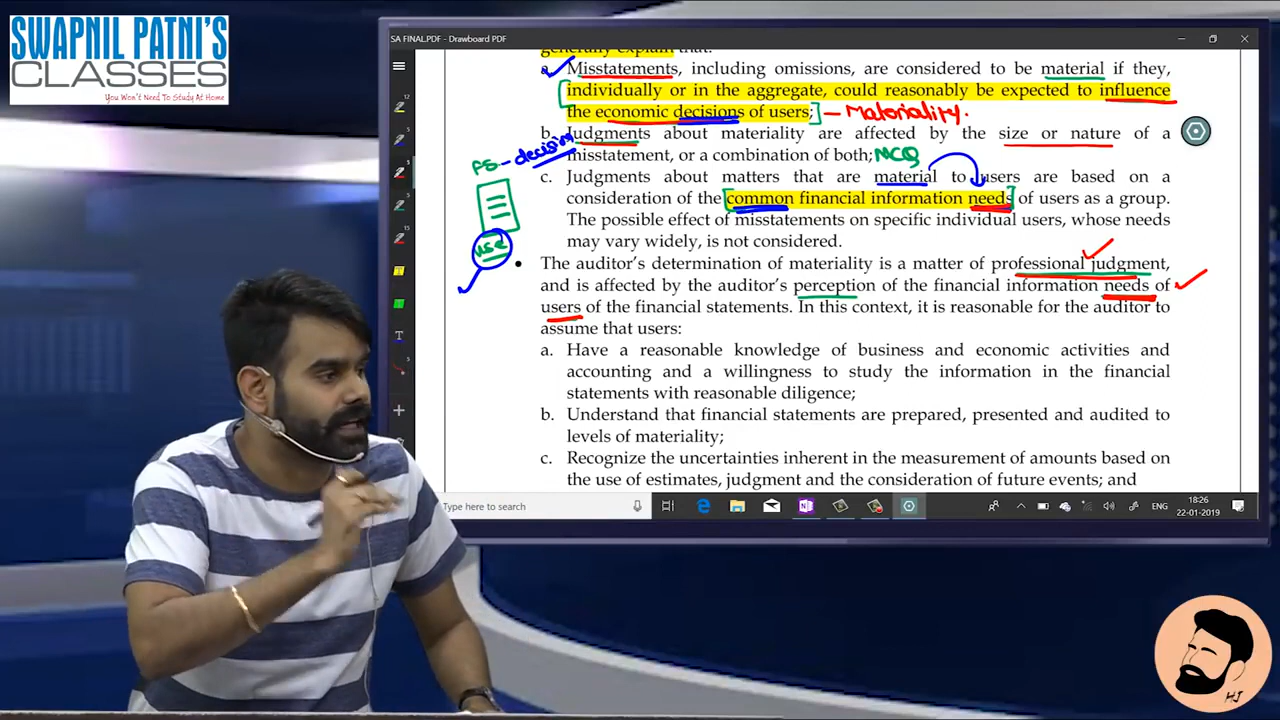 SWAPNIL PATNI'S
CLASSES
"You Won't Need To Study At Home
SA FINAL.PDF - Drawboard PDF
generally explain that:
a. Misstatements, including omissions, are considered to be material if they,
individually or in the aggregate, could reasonably be expected to influence
the economic decisions of users; - Materiality.
b. Judgments about materiality are affected by the size or nature of a
misstatement, or a combination of both; MCQ
FS - decision
c. Judgments about matters that are material to users are based on a
consideration of the common financial information needs of users as a group.
The possible effect of misstatements on specific individual users, whose needs
may vary widely, is not considered.
use
• The auditor's determination of materiality is a matter of professional judgment,
and is affected by the auditor's perception of the financial information needs of
users of the financial statements. In this context, it is reasonable for the auditor to
assume that users:
a. Have a reasonable knowledge of business and economic activities and
accounting and a willingness to study the information in the financial
statements with reasonable diligence;
b. Understand that financial statements are prepared, presented and audited to
levels of materiality;
c. Recognize the uncertainties inherent in the measurement of amounts based on
the use of estimates, judgment and the consideration of future events; and
Type here to search
ENG
18:26
22-01-2019
HJ